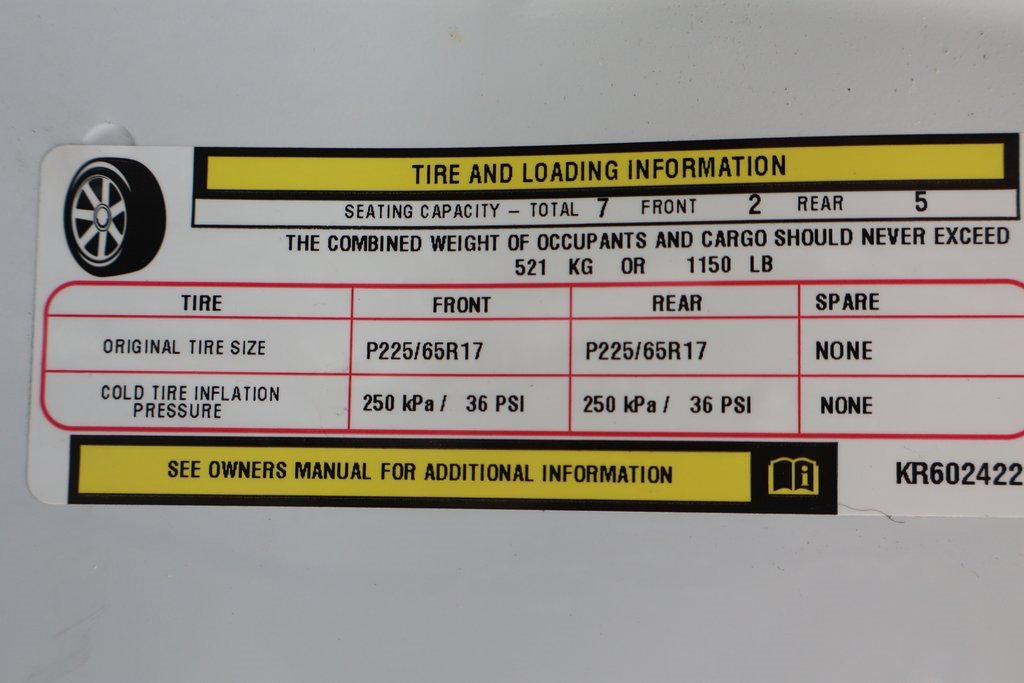 TIRE AND LOADING INFORMATION
SEATING CAPACITY – TOTAL 7 FRONT 2 REAR 5
THE COMBINED WEIGHT OF OCCUPANTS AND CARGO SHOULD NEVER EXCEED
521 KG OR 1150 LB
TIRE FRONT REAR SPARE
ORIGINAL TIRE SIZE P225/65R17 P225/65R17 NONE
COLD TIRE INFLATION PRESSURE 250 kPa / 36 PSI 250 kPa / 36 PSI NONE
SEE OWNERS MANUAL FOR ADDITIONAL INFORMATION i
KR602422